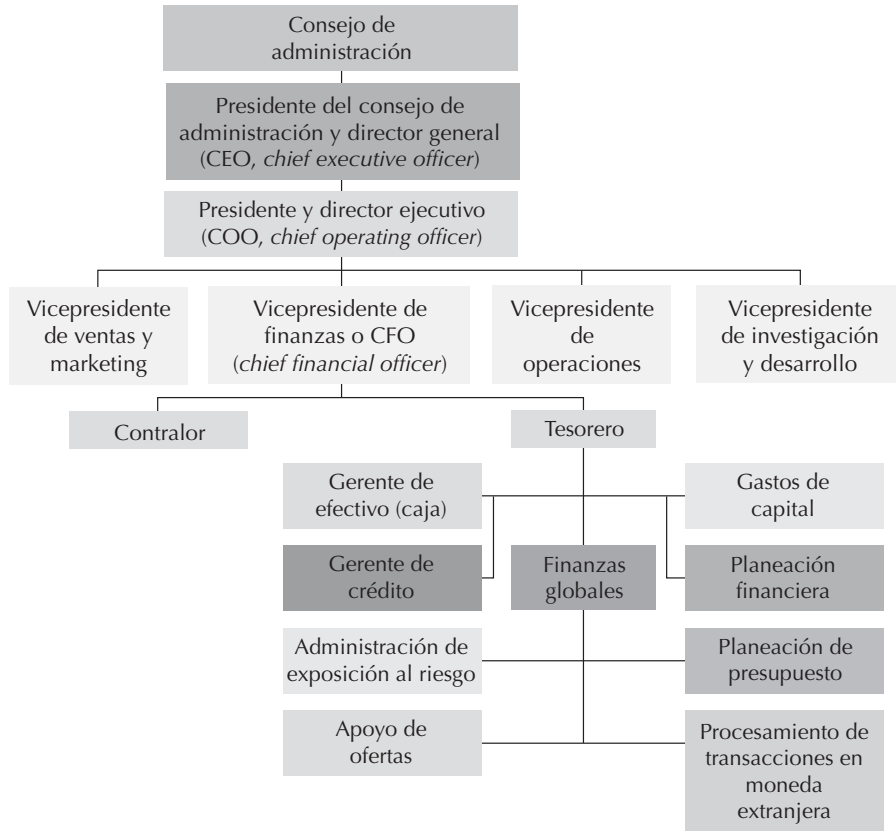 Consejo de
administración
Presidente del consejo de
administración y director general
(CEO, chief executive officer)
Presidente y director ejecutivo
(COO, chief operating officer)
Vicepresidente
de ventas y
marketing
Vicepresidente de
finanzas o CFO
(chief financial officer)
Vicepresidente
de
operaciones
Vicepresidente
de investigación
y desarrollo
Contralor
Tesorero
Gerente de
efectivo (caja)
Gastos de
capital
Gerente de
crédito
Finanzas
globales
Planeación
financiera
Administración de
exposición al riesgo
Planeación de
presupuesto
Apoyo de
ofertas
Procesamiento de
transacciones en
moneda
extranjera